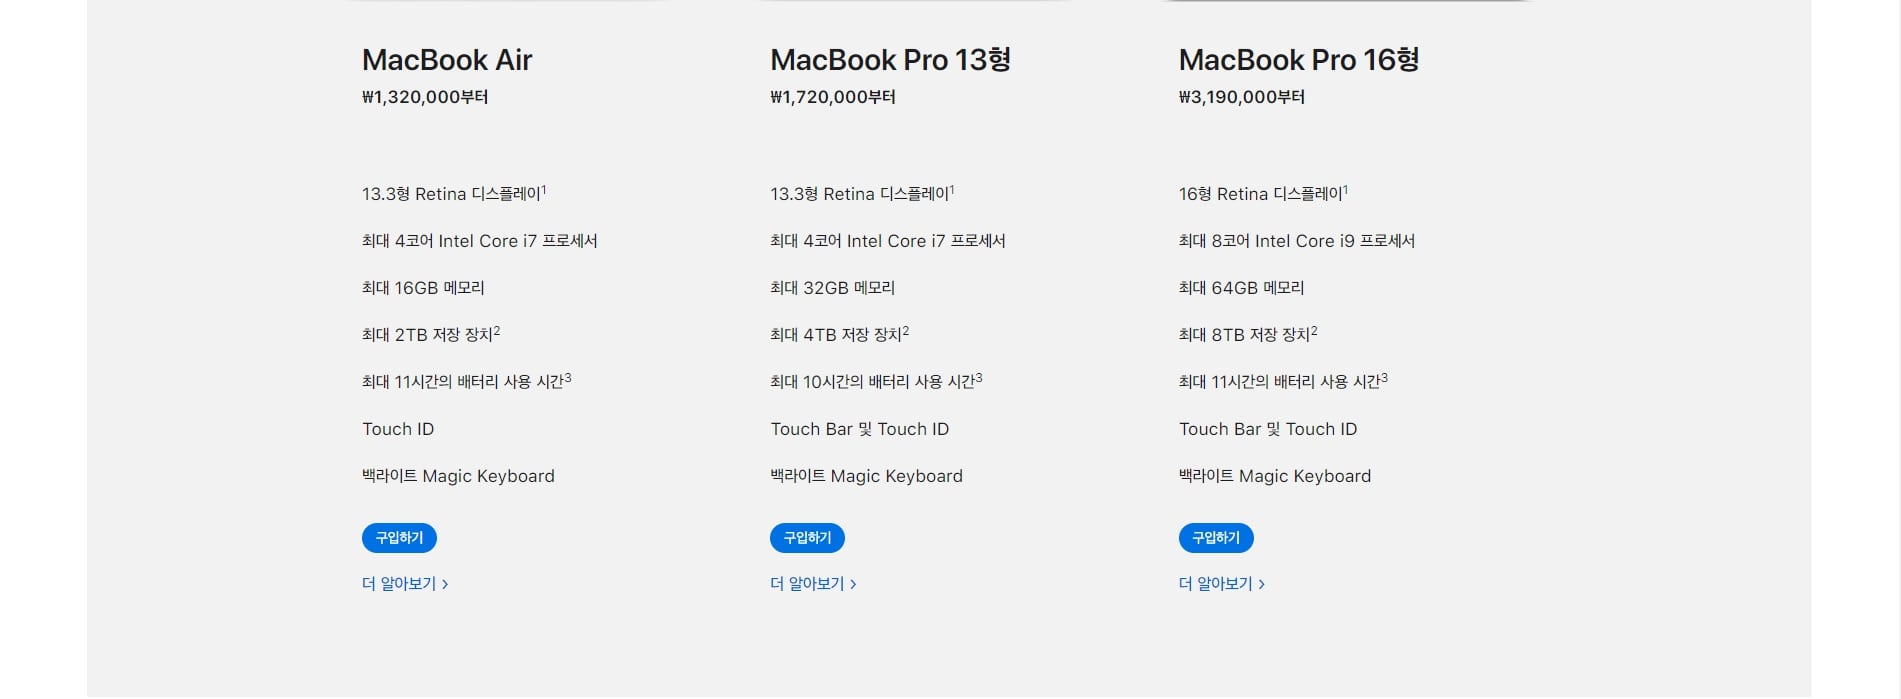 MacBook Air
₩1,320,000부터
13.3형 Retina 디스플레이1
최대 4코어 Intel Core i7 프로세서
최대 16GB 메모리
최대 2TB 저장 장치2
최대 11시간의 배터리 사용 시간3
Touch ID
백라이트 Magic Keyboard
구입하기
더 알아보기 >
MacBook Pro 13형
₩1,720,000부터
13.3형 Retina 디스플레이1
최대 4코어 Intel Core i7 프로세서
최대 32GB 메모리
최대 4TB 저장 장치2
최대 10시간의 배터리 사용 시간3
Touch Bar 및 Touch ID
백라이트 Magic Keyboard
구입하기
더 알아보기 >
MacBook Pro 16형
₩3,190,000부터
16형 Retina 디스플레이1
최대 8코어 Intel Core i9 프로세서
최대 64GB 메모리
최대 8TB 저장 장치2
최대 11시간의 배터리 사용 시간3
Touch Bar 및 Touch ID
백라이트 Magic Keyboard
구입하기
더 알아보기 >